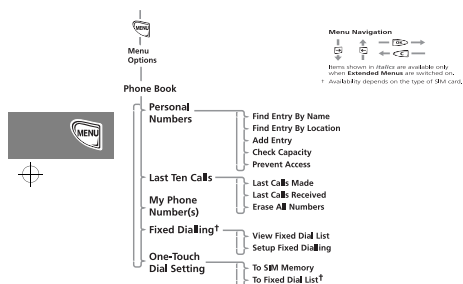 MENU
Menu
Options
Menu Navigation
OK
C
Items shown in Italics are available only
when Extended Menus are switched on.
† Availability depends on the type of SIM card.
Phone Book
Personal
Numbers
Find Entry By Name
Find Entry By Location
Add Entry
Check Capacity
Prevent Access
MENU
Last Ten Calls
Last Calls Made
Last Calls Received
Erase All Numbers
My Phone
Number(s)
Fixed Dialling†
View Fixed Dial List
Setup Fixed Dialling
One-Touch
Dial Setting
To SIM Memory
To Fixed Dial List†